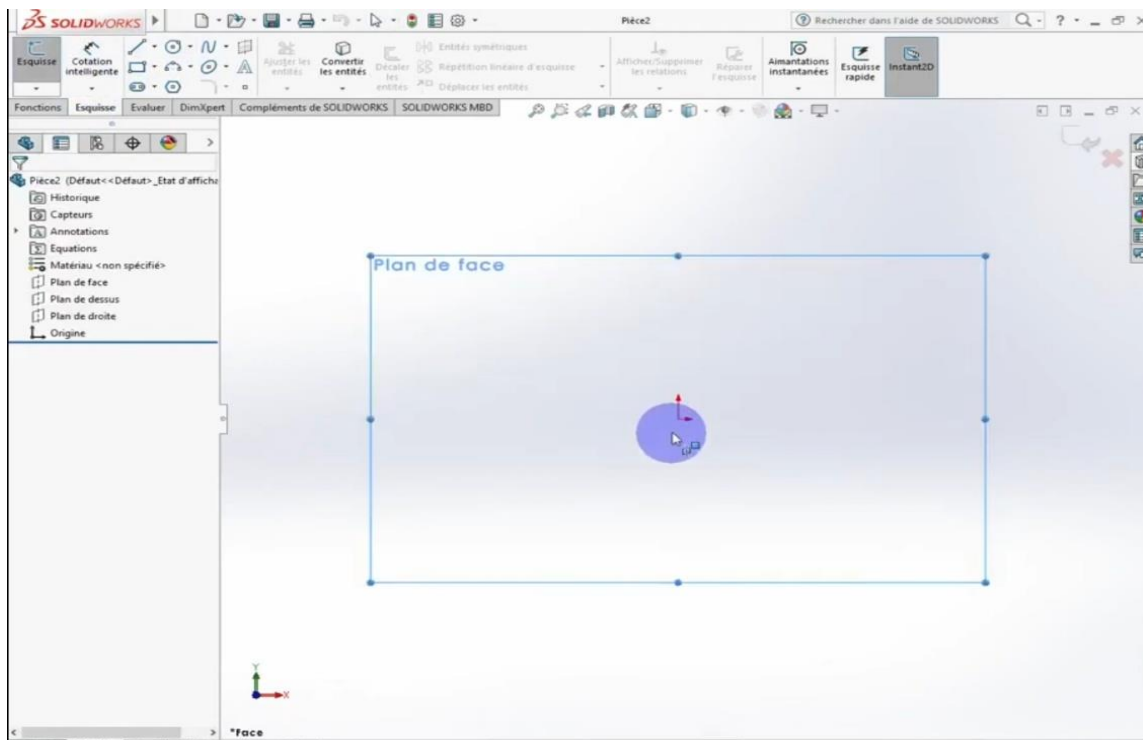 SOLIDWORKS
Pièce2
Rechercher dans l'aide de SOLIDWORKS
Esquisse
Cotation intelligente
Ajuster les entités
Convertir les entités
Décaler les entités
Entités symétriques
Répétition linéaire d'esquisse
Déplacer les entités
Afficher/Supprimer les relations
Réparer l'esquisse
Aimantations instantanées
Esquisse rapide
Instant2D
Fonctions Esquisse Evaluer DimXpert Compléments de SOLIDWORKS SOLIDWORKS MBD
Pièce2 (Défaut<<Défaut>_Etat d'afficha
Historique
Capteurs
Annotations
Equations
Matériau <non spécifié>
Plan de face
Plan de dessus
Plan de droite
Origine
Plan de face
Y
X
*Face